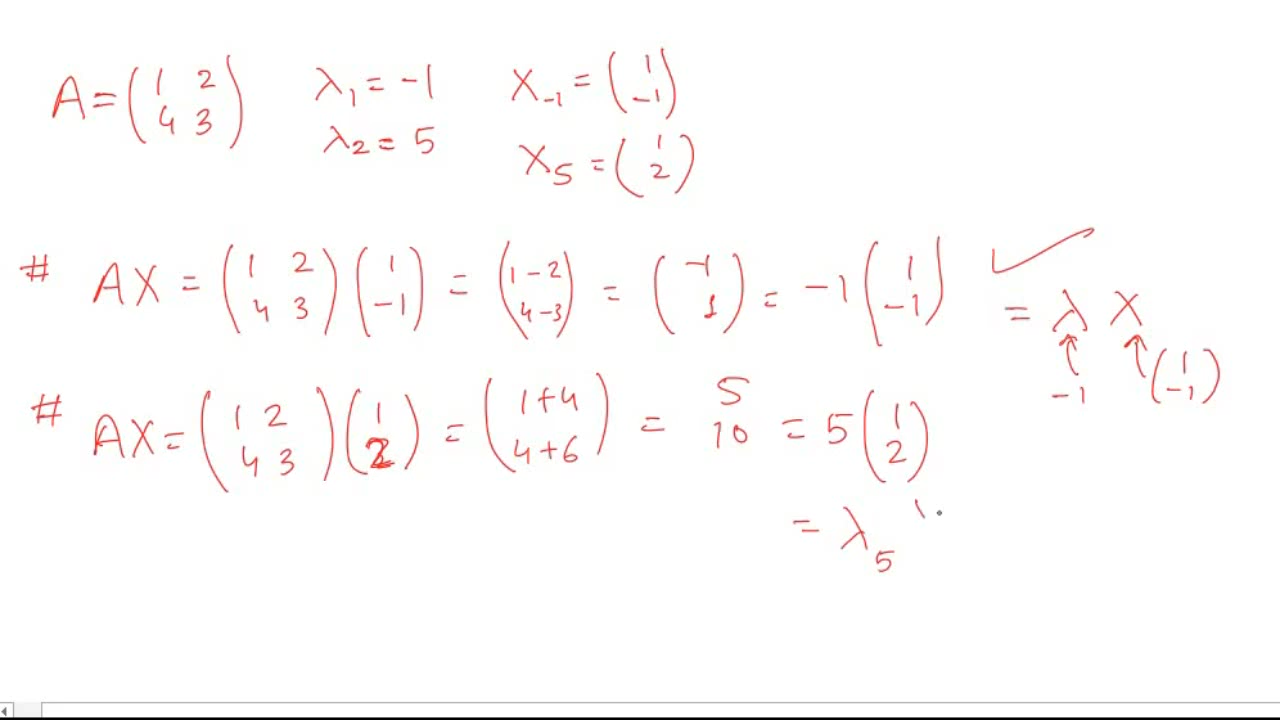 A = (1 2; 4 3) λ₁ = -1 X₋₁ = (1; -1)
λ₂ = 5 X₅ = (1; 2)
# AX = (1 2; 4 3) (1; -1) = (1-2; 4-3) = (-1; 1) = -1 (1; -1) ✓
= λ X
↑ ↑
-1 (1; -1)
# AX = (1 2; 4 3) (1; 2) = (1+4; 4+6) = 5; 10 = 5 (1; 2)
= λ₅